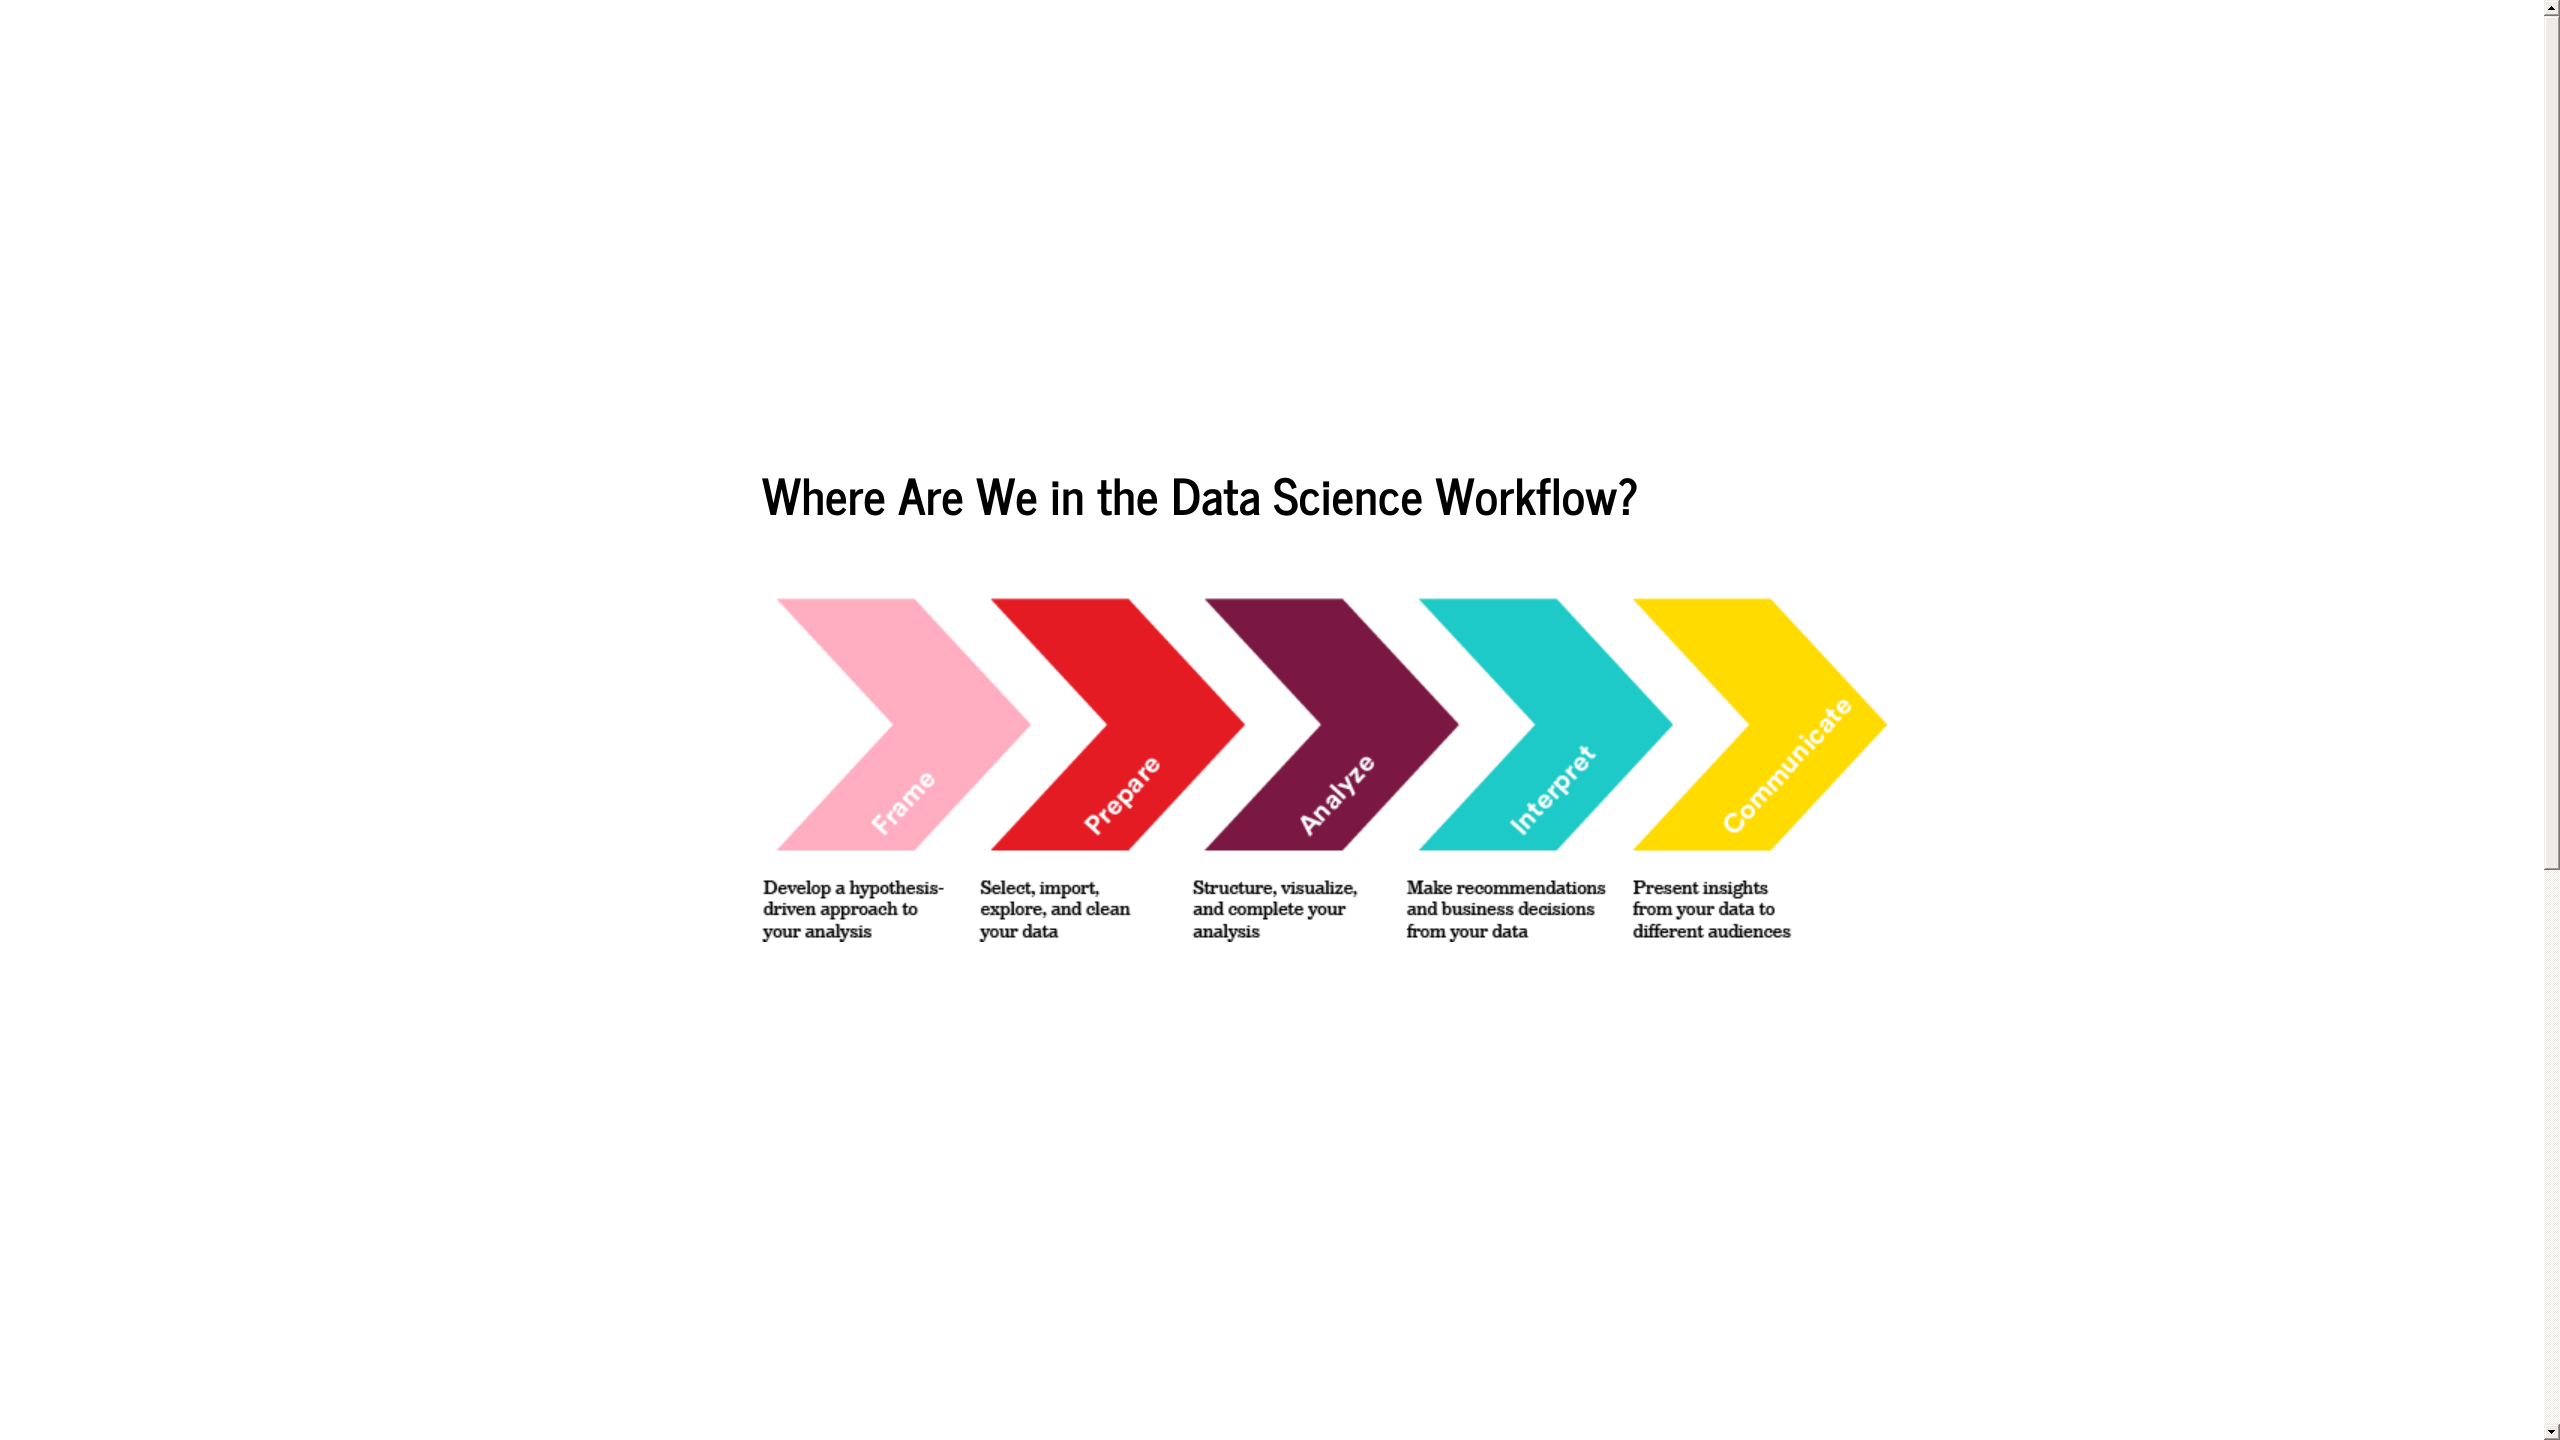 Where Are We in the Data Science Workflow?
Frame
Prepare
Analyze
Interpret
Communicate
Develop a hypothesis-
driven approach to
your analysis
Select, import,
explore, and clean
your data
Structure, visualize,
and complete your
analysis
Make recommendations
and business decisions
from your data
Present insights
from your data to
different audiences